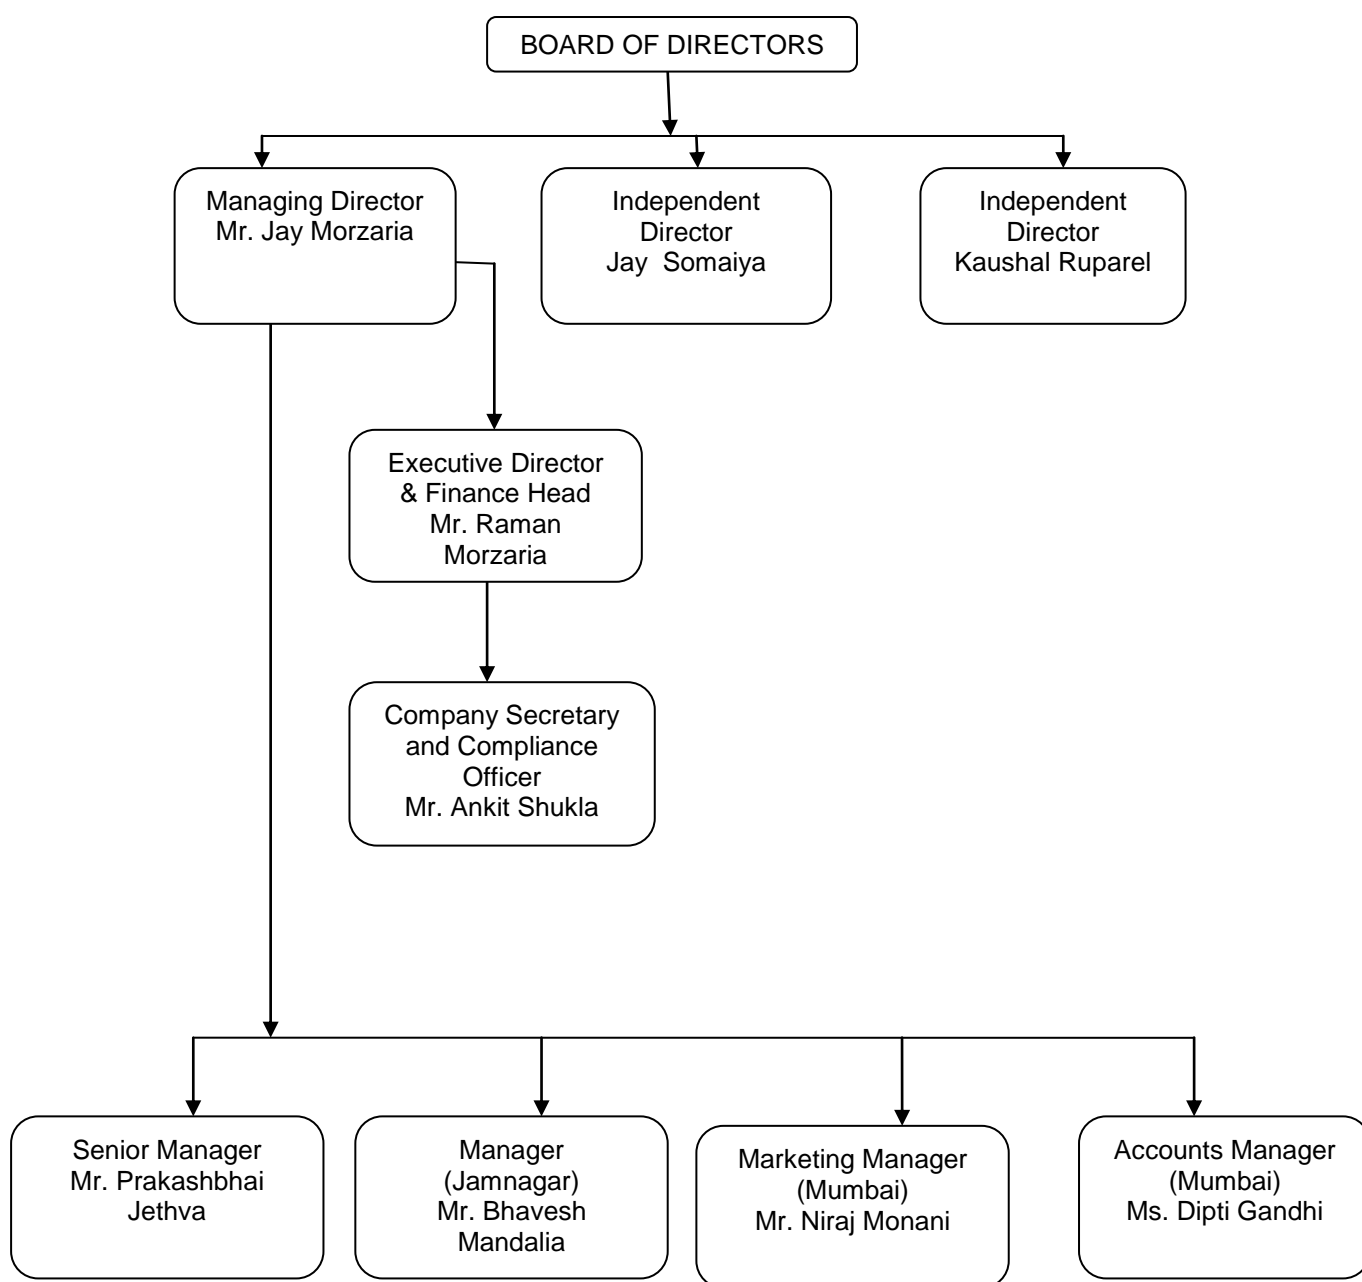 BOARD OF DIRECTORS
Managing Director
Mr. Jay Morzaria
Independent
Director
Jay Somaiya
Independent
Director
Kaushal Ruparel
Executive Director
& Finance Head
Mr. Raman
Morzaria
Company Secretary
and Compliance
Officer
Mr. Ankit Shukla
Senior Manager
Mr. Prakashbhai
Jethva
Manager
(Jamnagar)
Mr. Bhavesh
Mandalia
Marketing Manager
(Mumbai)
Mr. Niraj Monani
Accounts Manager
(Mumbai)
Ms. Dipti Gandhi